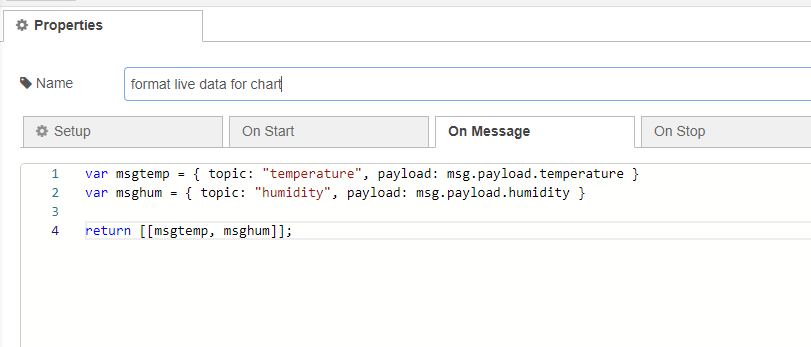 Properties
Name
format live data for chart
Setup
On Start
On Message
On Stop
1 var msgtemp = { topic: "temperature", payload: msg.payload.temperature }
2 var msghum = { topic: "humidity", payload: msg.payload.humidity }
3
4 return [[msgtemp, msghum]];